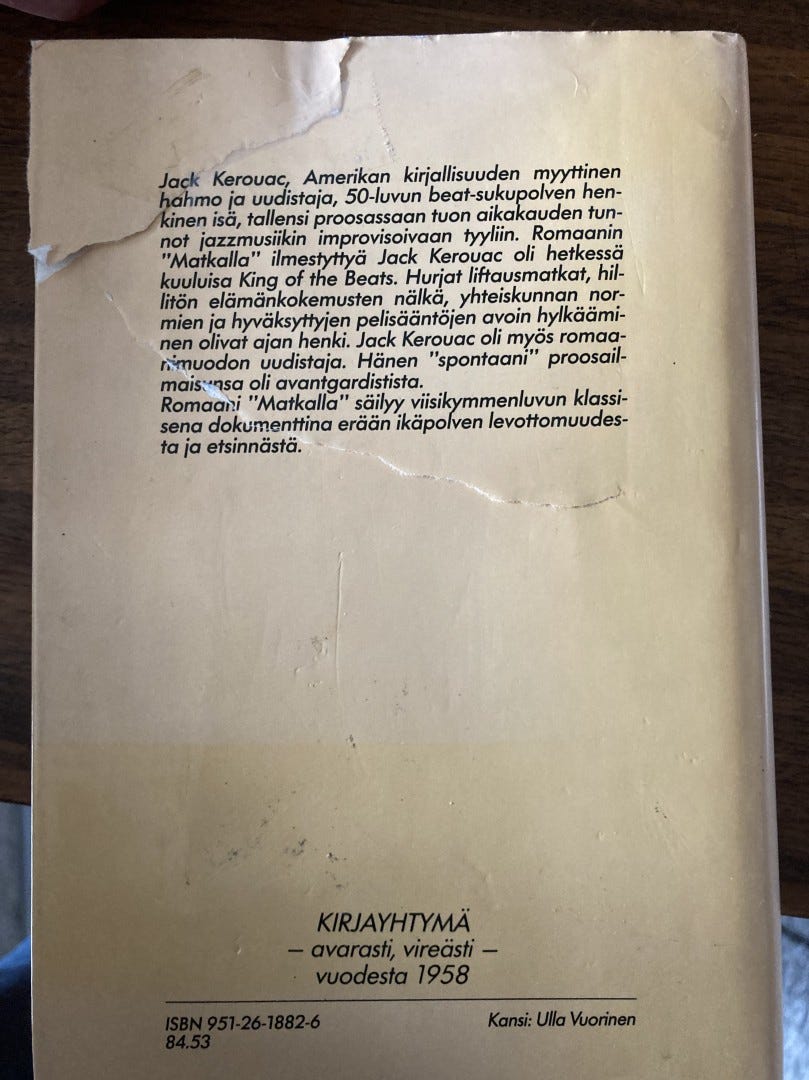 Jack Kerouac, Amerikan kirjallisuuden myyttinen
hahmo ja uudistaja, 50-luvun beat-sukupolven hen-
kinen isä, tallensi proosassaan tuon aikakauden tun-
not jazzmusiikin improvisoivaan tyyliin. Romaanin
"Matkalla" ilmestyttyä Jack Kerouac oli hetkessä
kuuluisa King of the Beats. Hurjat liftausmatkat, hil-
litön elämänkokemusten nälkä, yhteiskunnan nor-
mien ja hyväksyttyjen pelisääntöjen avoin hylkäämi-
nen olivat ajan henki. Jack Kerouac oli myös romaa-
nimuodon uudistaja. Hänen "spontaani" proosail-
maisunsa oli avantgardistista.
Romaani "Matkalla" säilyy viisikymmenluvun klassi-
sena dokumenttina erään ikäpolven levottomuudes-
ta ja etsinnästä.
KIRJAYHTYMÄ
– avarasti, vireästi –
vuodesta 1958
ISBN 951-26-1882-6
84.53
Kansi: Ulla Vuorinen